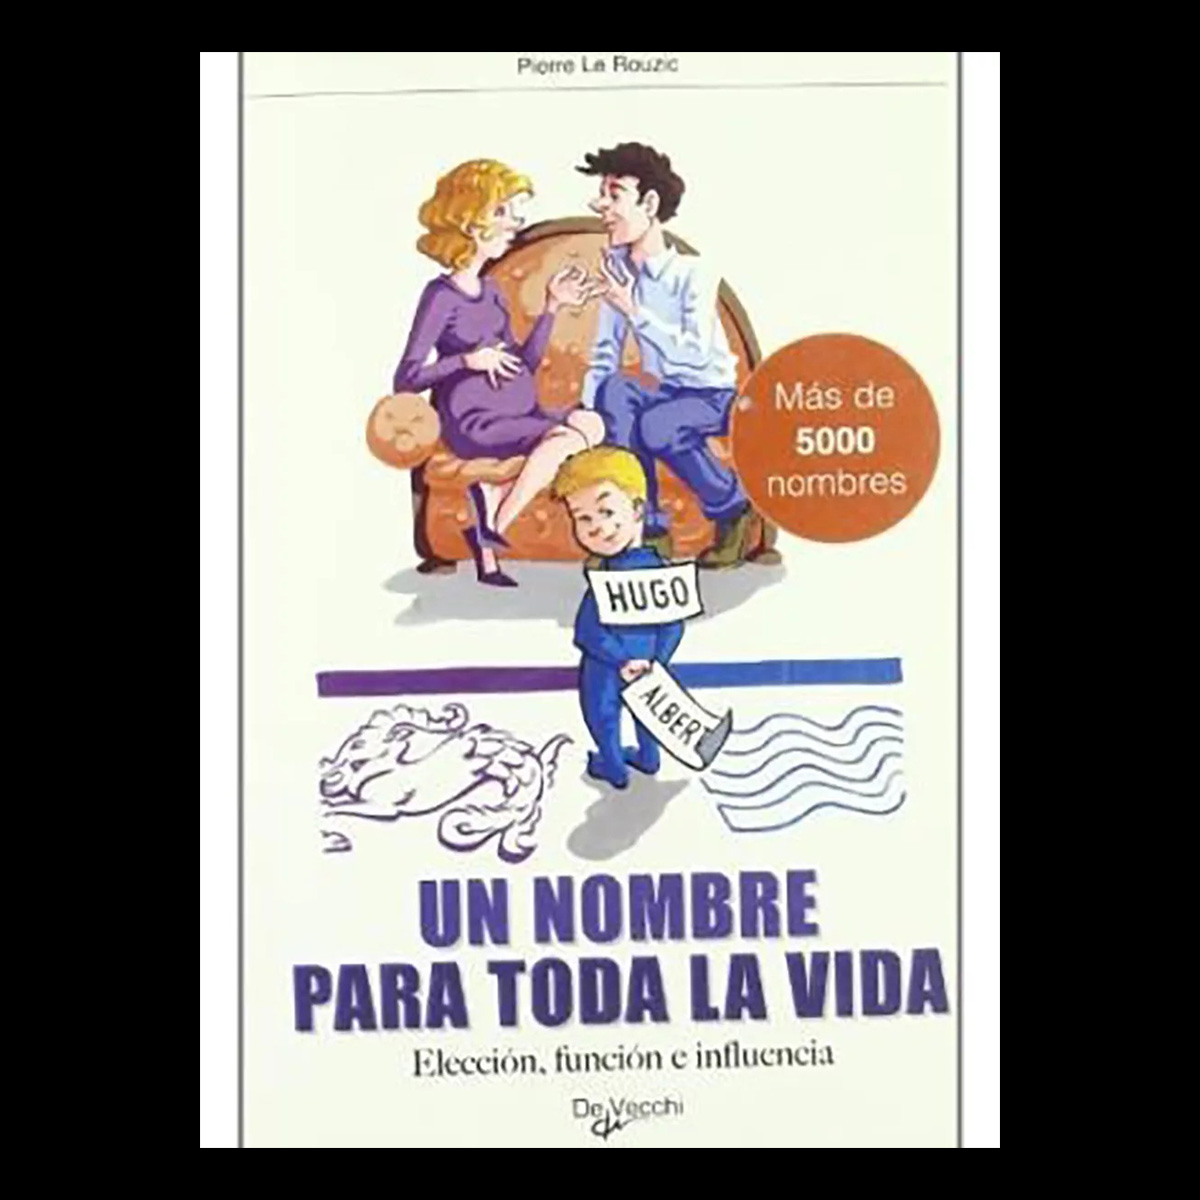 Pierre Le Rouzic
Más de
5000
nombres
HUGO
ALBERT
UN NOMBRE
PARA TODA LA VIDA
Elección, función e influencia
De Vecchi